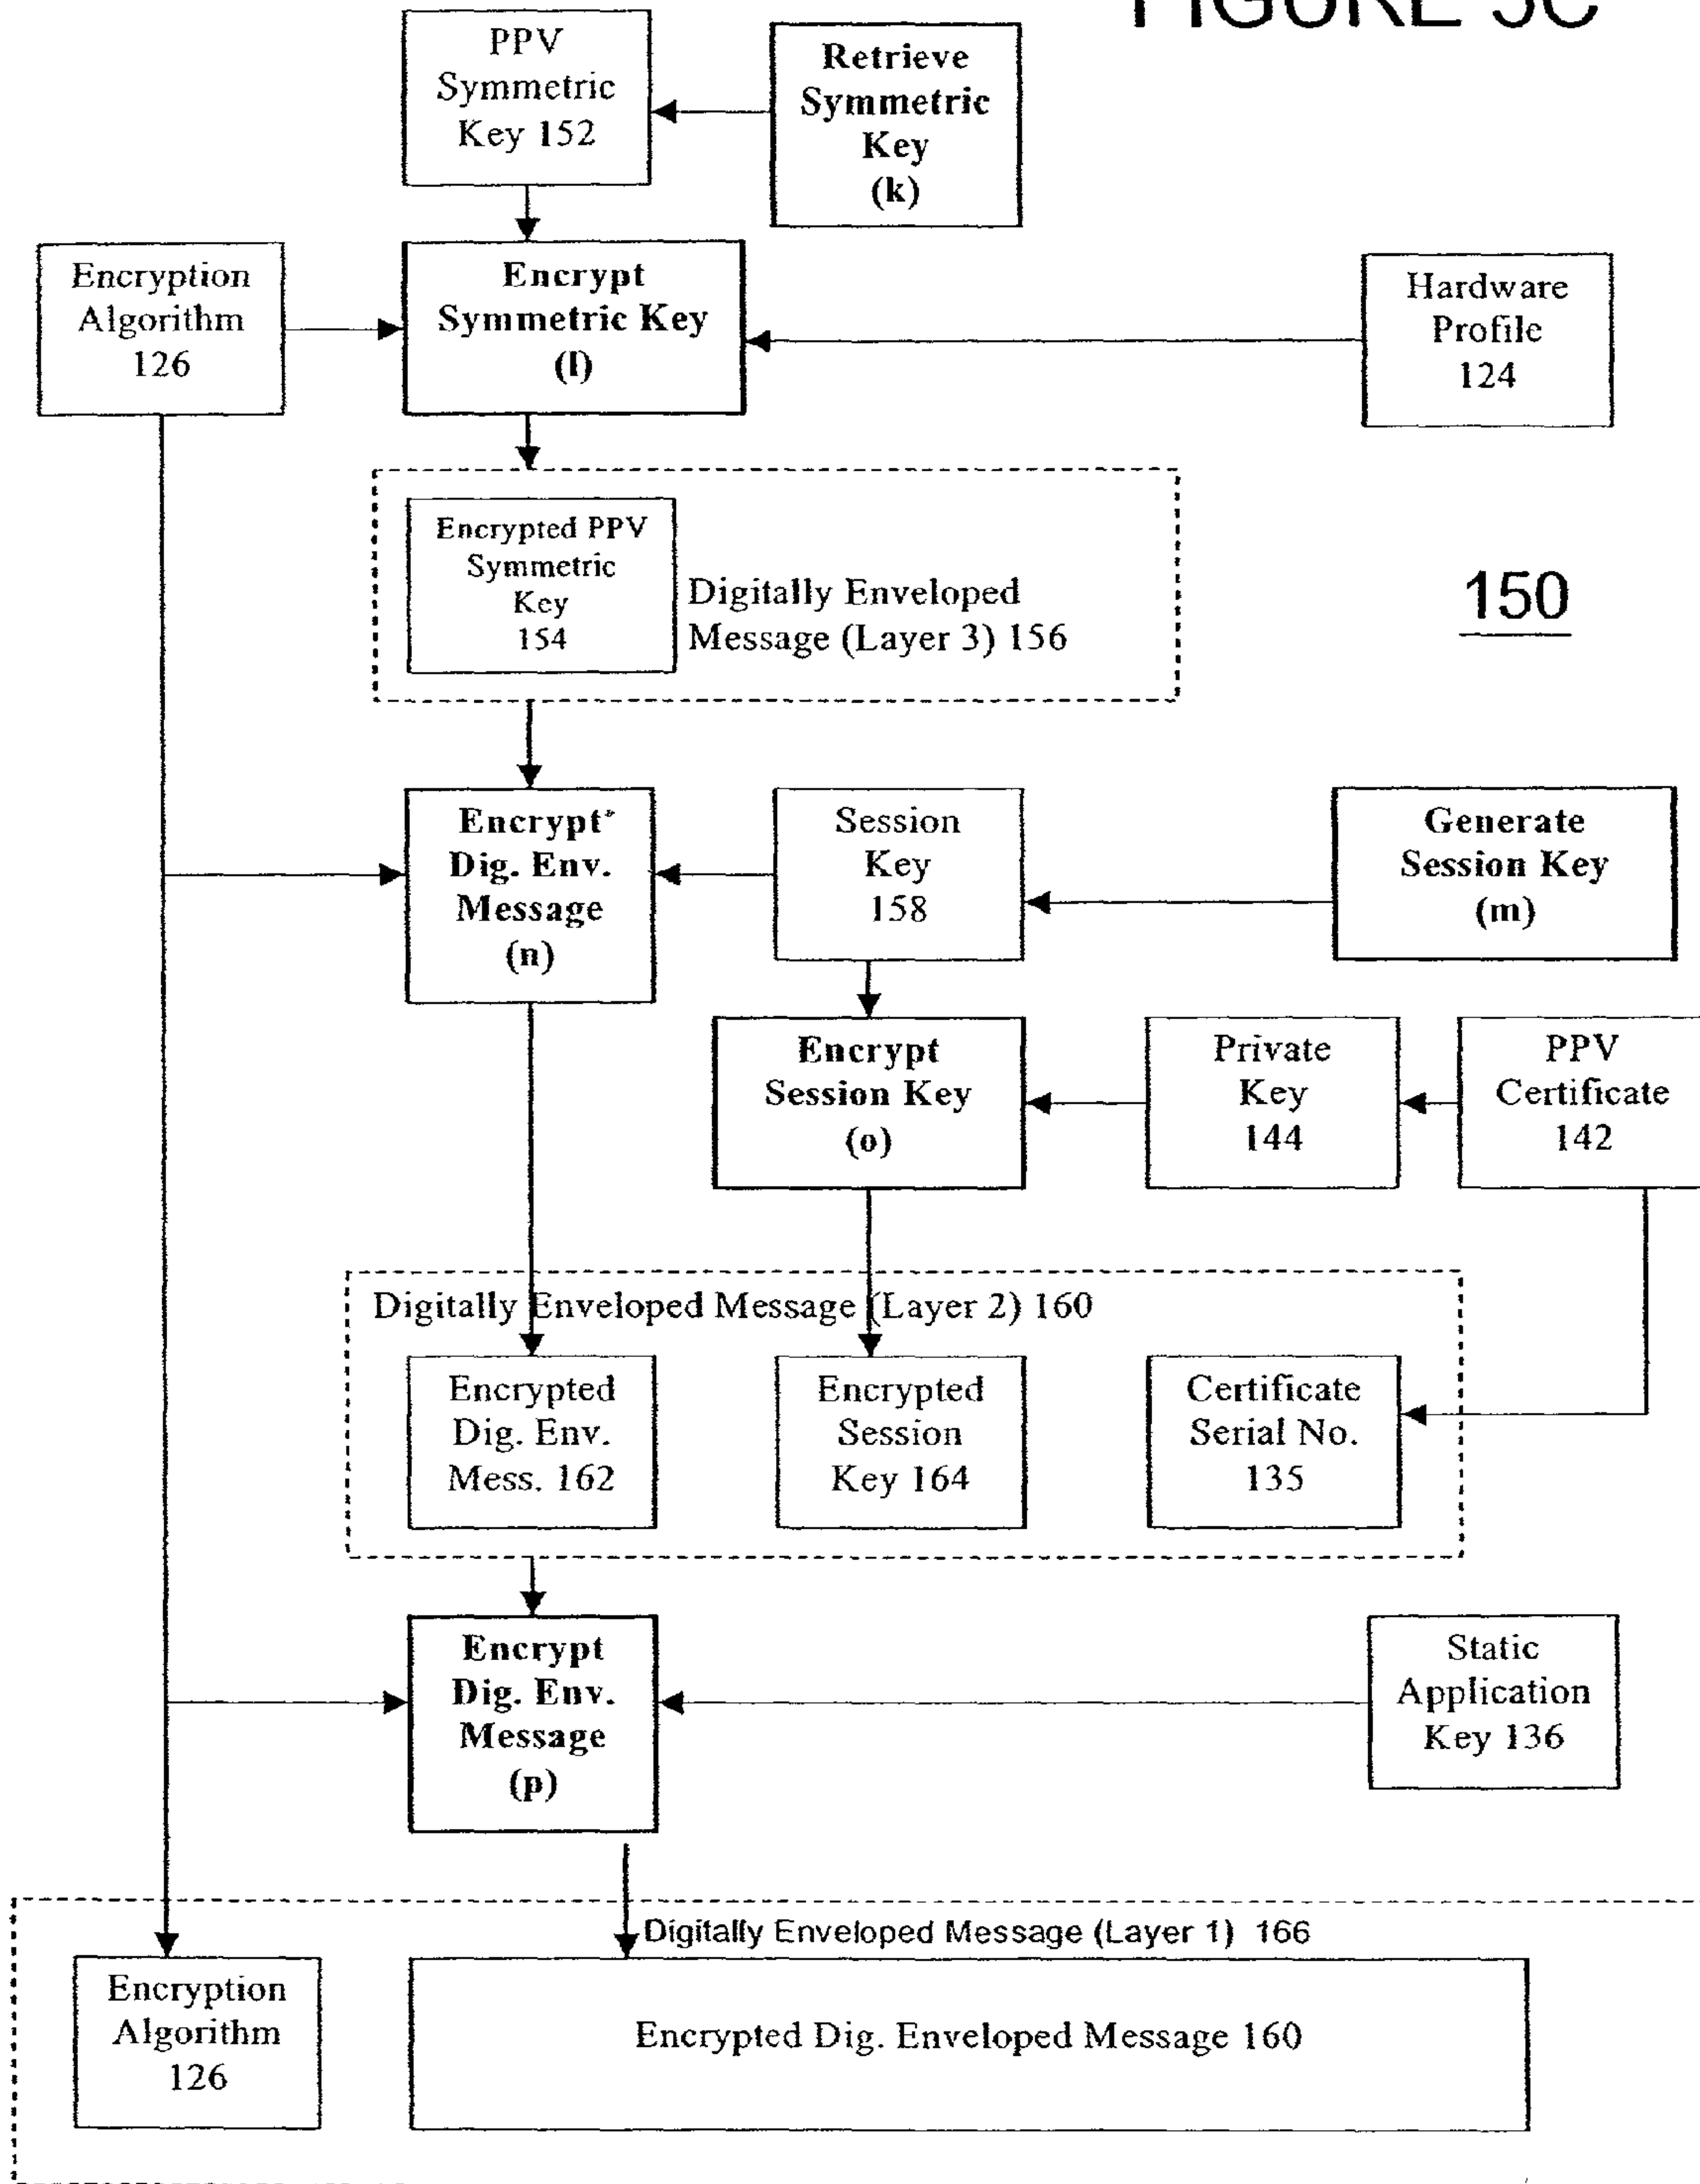 FIGURE 5C
PPV
Symmetric
Key 152
Retrieve
Symmetric
Key
(k)
Encryption
Algorithm
126
Encrypt
Symmetric Key
(l)
Hardware
Profile
124
Encrypted PPV
Symmetric
Key
154
Digitally Enveloped
Message (Layer 3) 156
150
Encrypt*
Dig. Env.
Message
(n)
Session
Key
158
Generate
Session Key
(m)
Encrypt
Session Key
(o)
Private
Key
144
PPV
Certificate
142
Digitally Enveloped Message (Layer 2) 160
Encrypted
Dig. Env.
Mess. 162
Encrypted
Session
Key 164
Certificate
Serial No.
135
Encrypt
Dig. Env.
Message
(p)
Static
Application
Key 136
Digitally Enveloped Message (Layer 1) 166
Encryption
Algorithm
126
Encrypted Dig. Enveloped Message 160